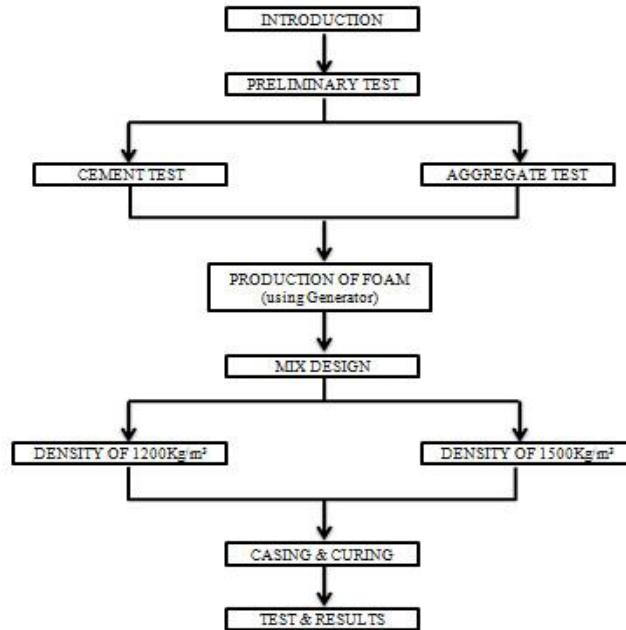 INTRODUCTION
PRELIMINARY TEST
CEMENT TEST
AGGREGATE TEST
PRODUCTION OF FOAM
(using Generator)
MIX DESIGN
DENSITY OF 1200Kg/m³
DENSITY OF 1500Kg/m³
CASING & CURING
TEST & RESULTS